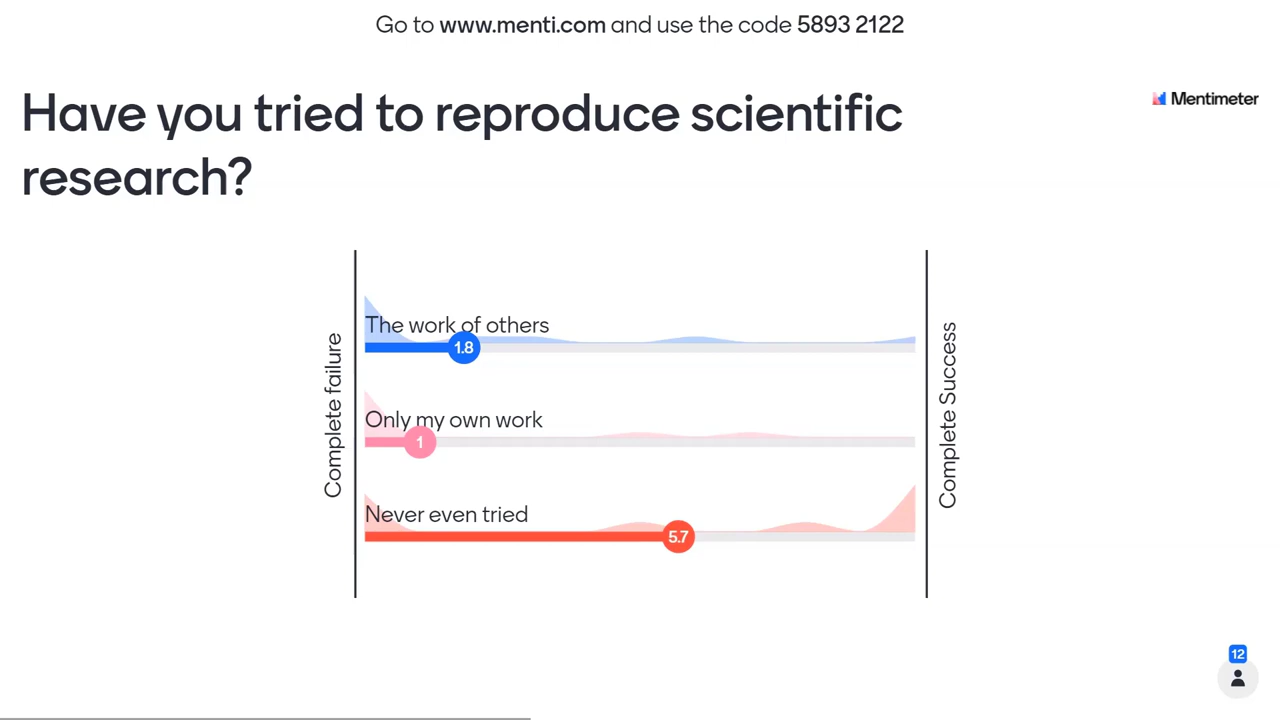 Go to www.menti.com and use the code 5893 2122
Have you tried to reproduce scientific
research?
Mentimeter
Complete failure
The work of others
1.8
Only my own work
1
Never even tried
5.7
Complete Success
12